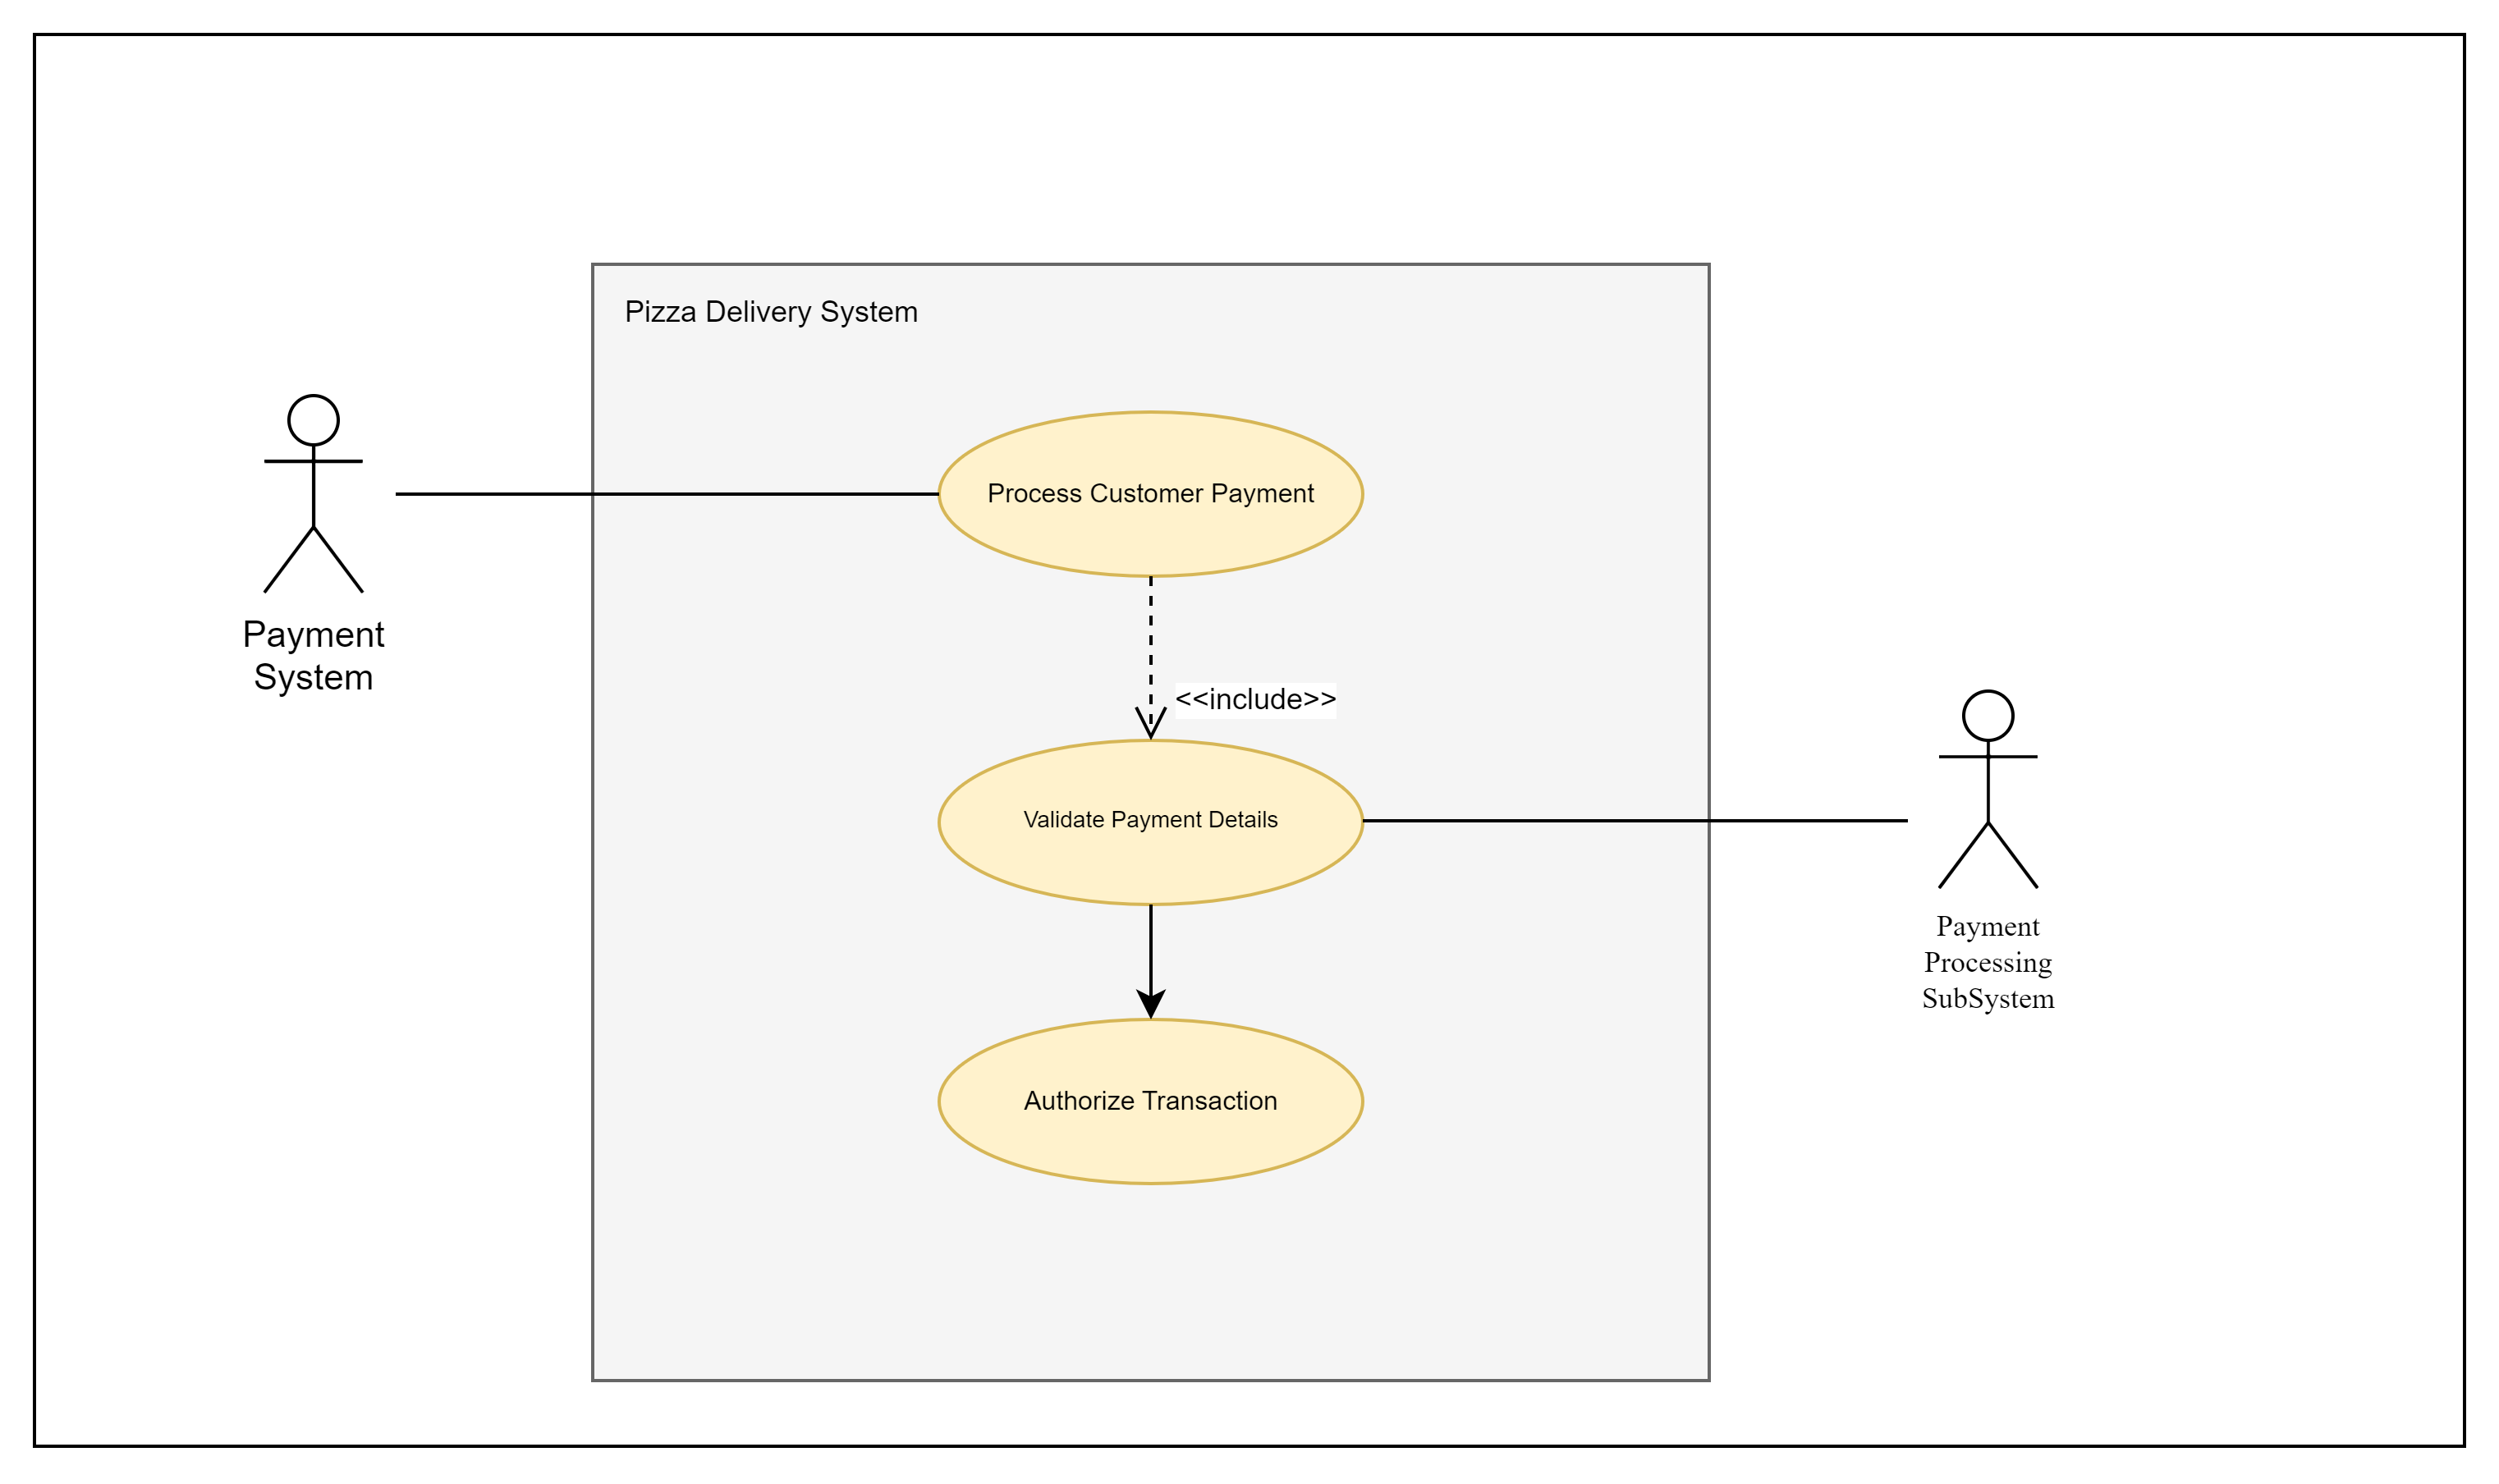 Pizza Delivery System
Process Customer Payment
Payment
System
<<include>>
Validate Payment Details
Payment
Processing
SubSystem
Authorize Transaction